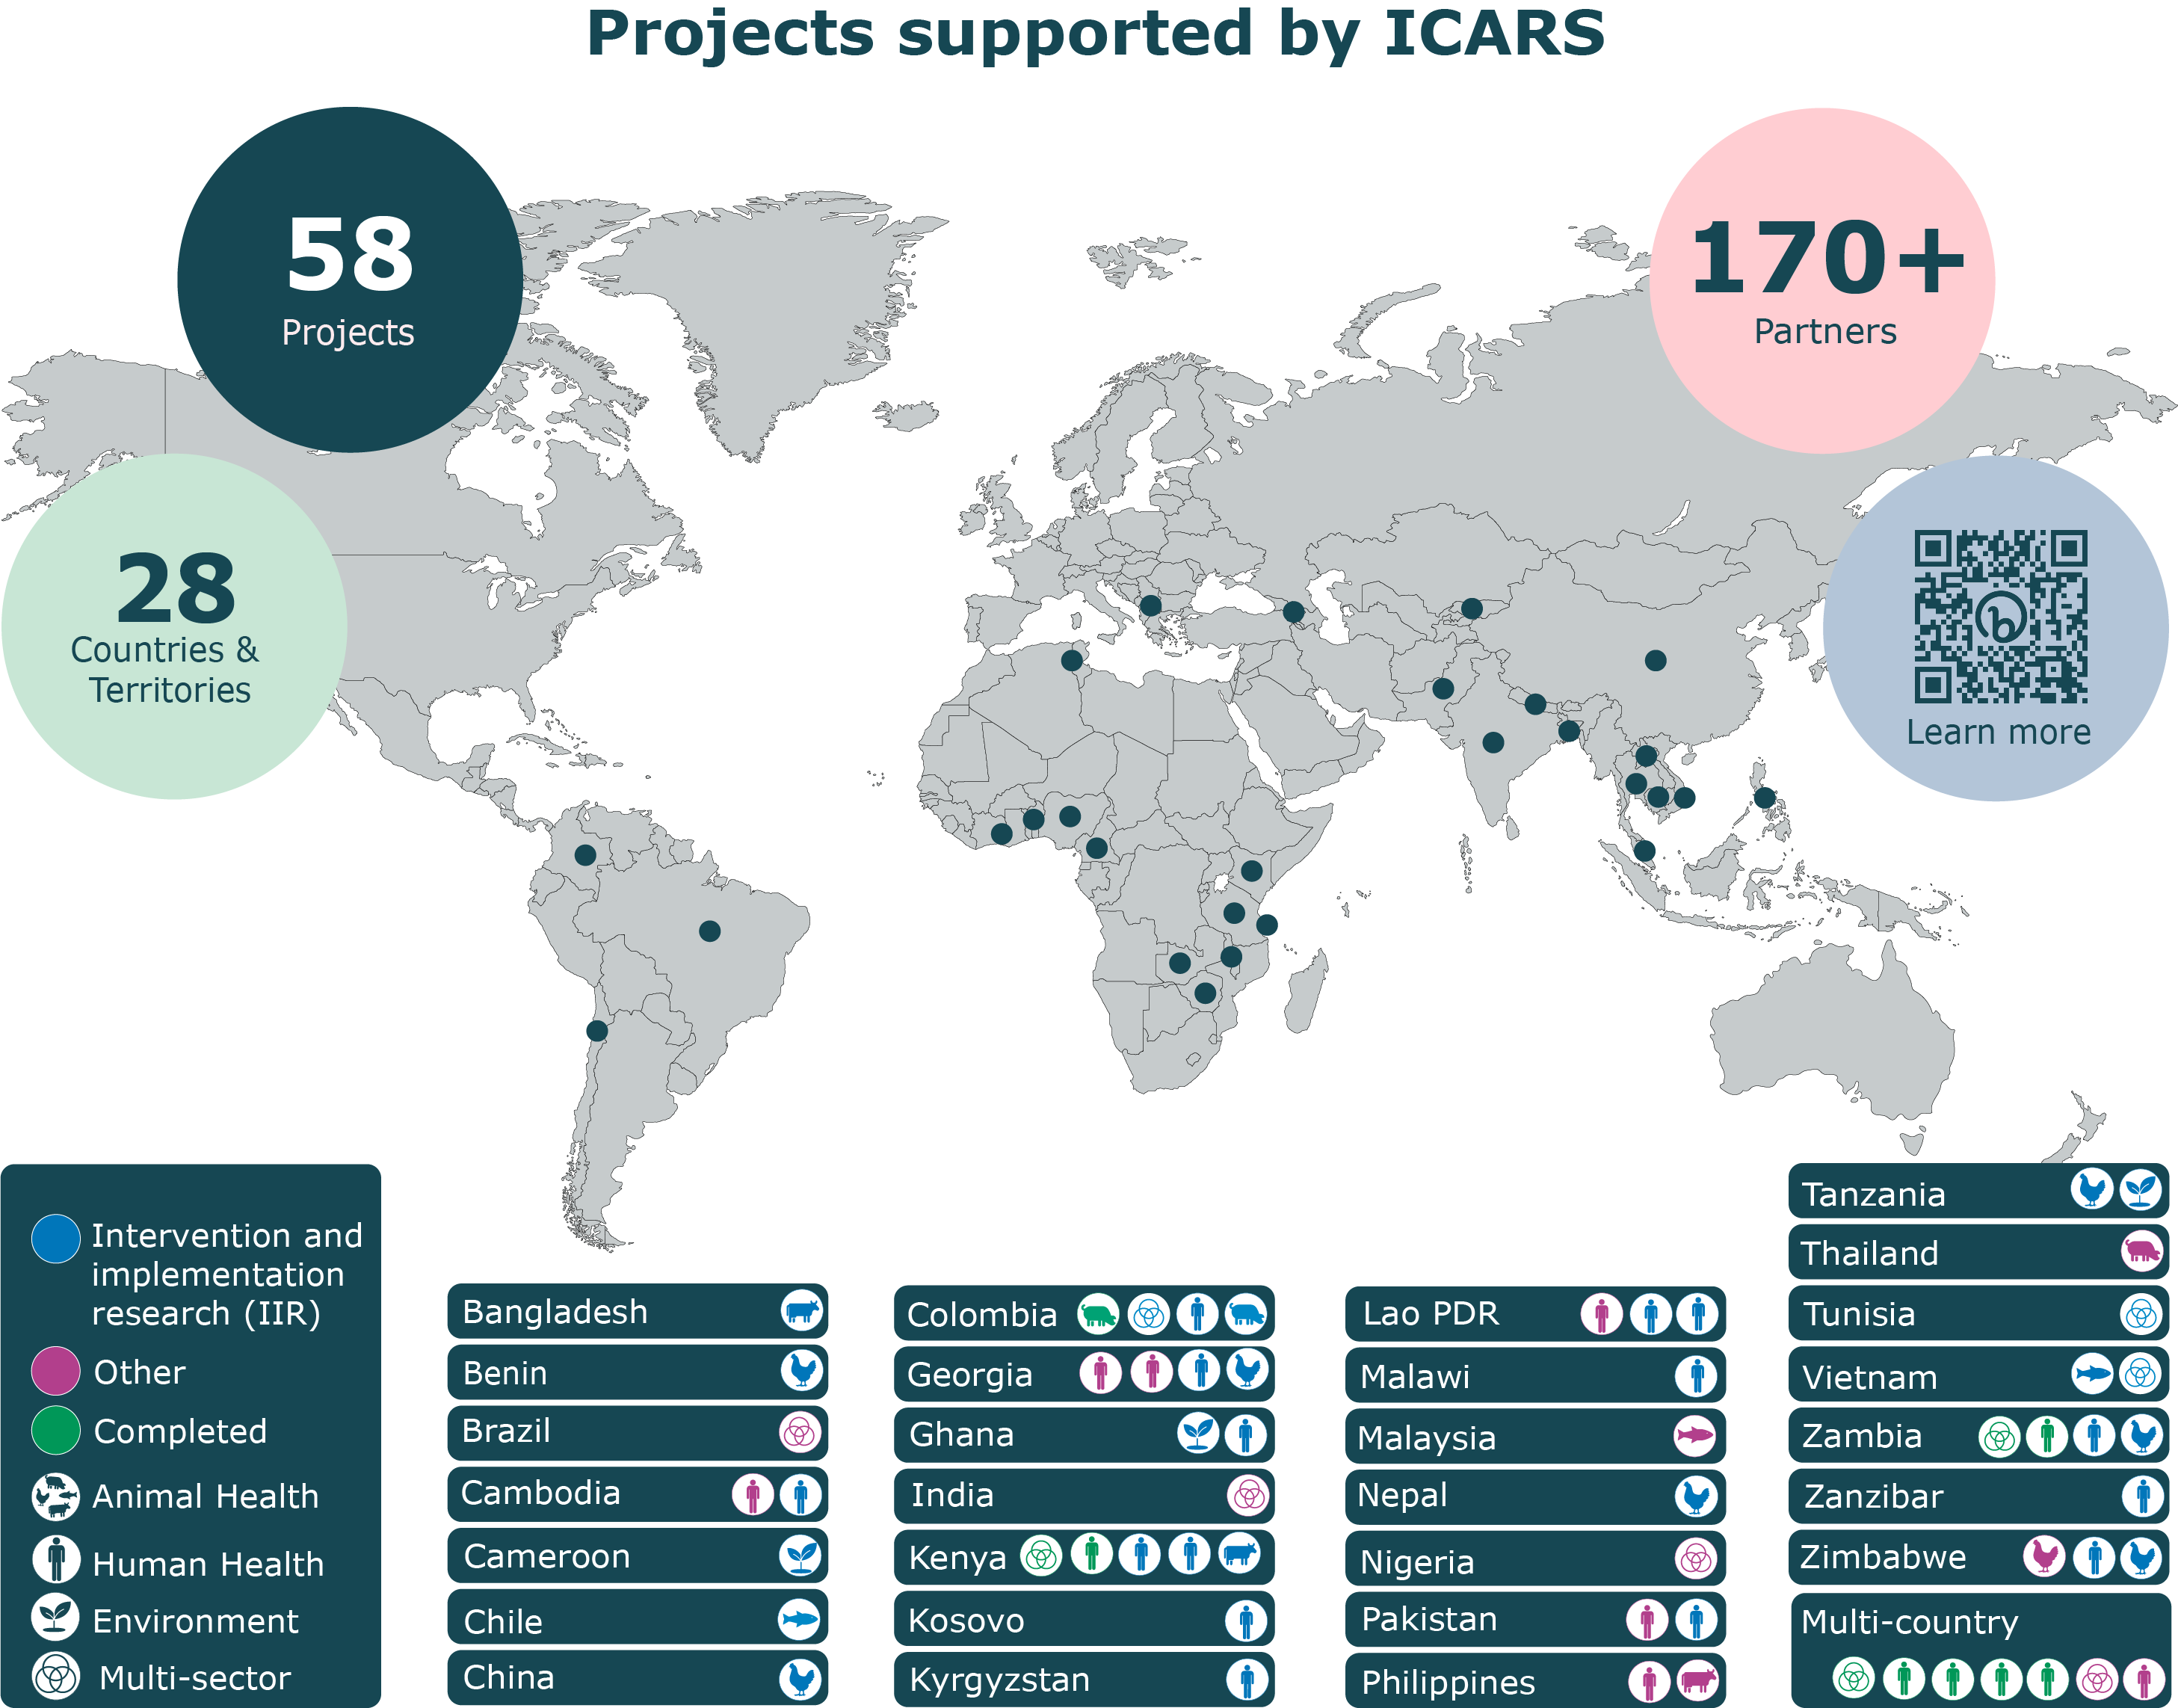 Projects supported by ICARS
58
Projects
170+
Partners
28
Countries &
Territories
Learn more
Intervention and
implementation
research (IIR)
Other
Completed
Animal Health
Human Health
Environment
Multi-sector
Bangladesh
Benin
Brazil
Cambodia
Cameroon
Chile
China
Colombia
Georgia
Ghana
India
Kenya
Kosovo
Kyrgyzstan
Lao PDR
Malawi
Malaysia
Nepal
Nigeria
Pakistan
Philippines
Tanzania
Thailand
Tunisia
Vietnam
Zambia
Zanzibar
Zimbabwe
Multi-country